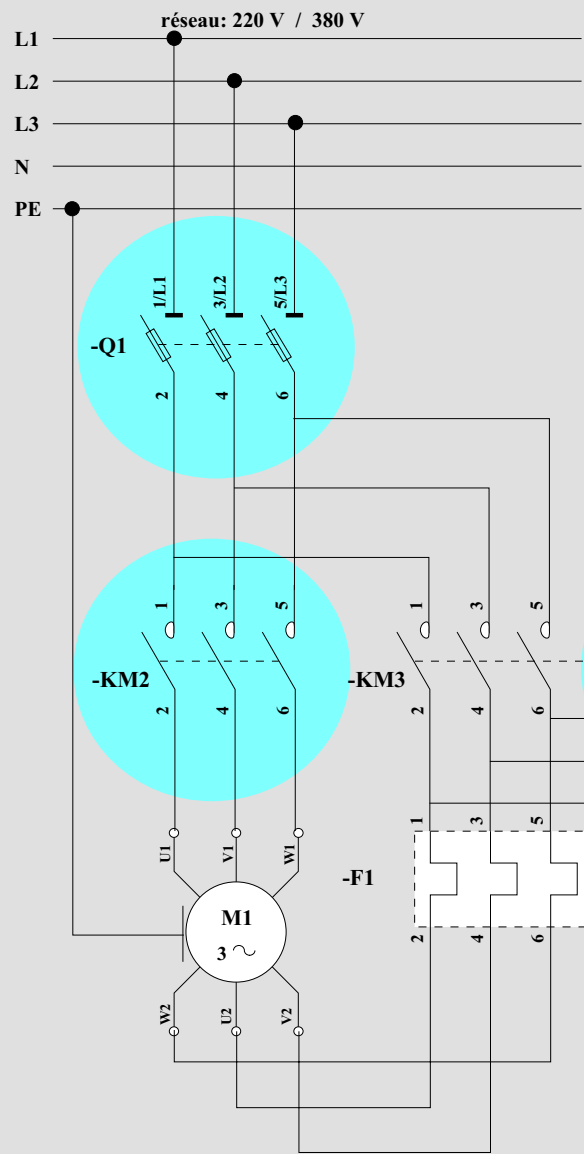 réseau: 220 V / 380 V
L1
L2
L3
N
PE
1/L1 3/L2 5/L3
-Q1
2 4 6
1 3 5 1 3 5
-KM2 -KM3
2 4 6 2 4 6
U1 V1 W1 1 3 5
-F1
M1
3
2 4 6
W2 U2 V2